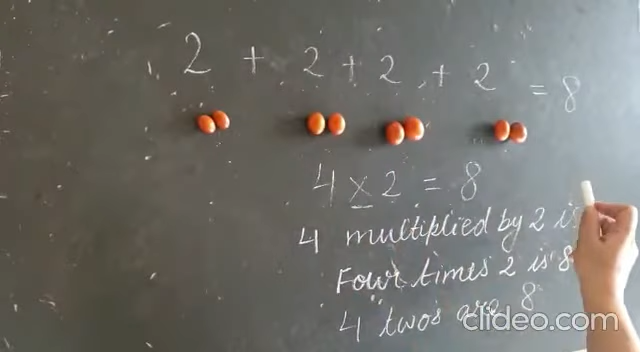 2 + 2 + 2 + 2 = 8
4 x 2 = 8
4 multiplied by 2 is
Four times 2 is 8
4 twos are 8
clideo.com